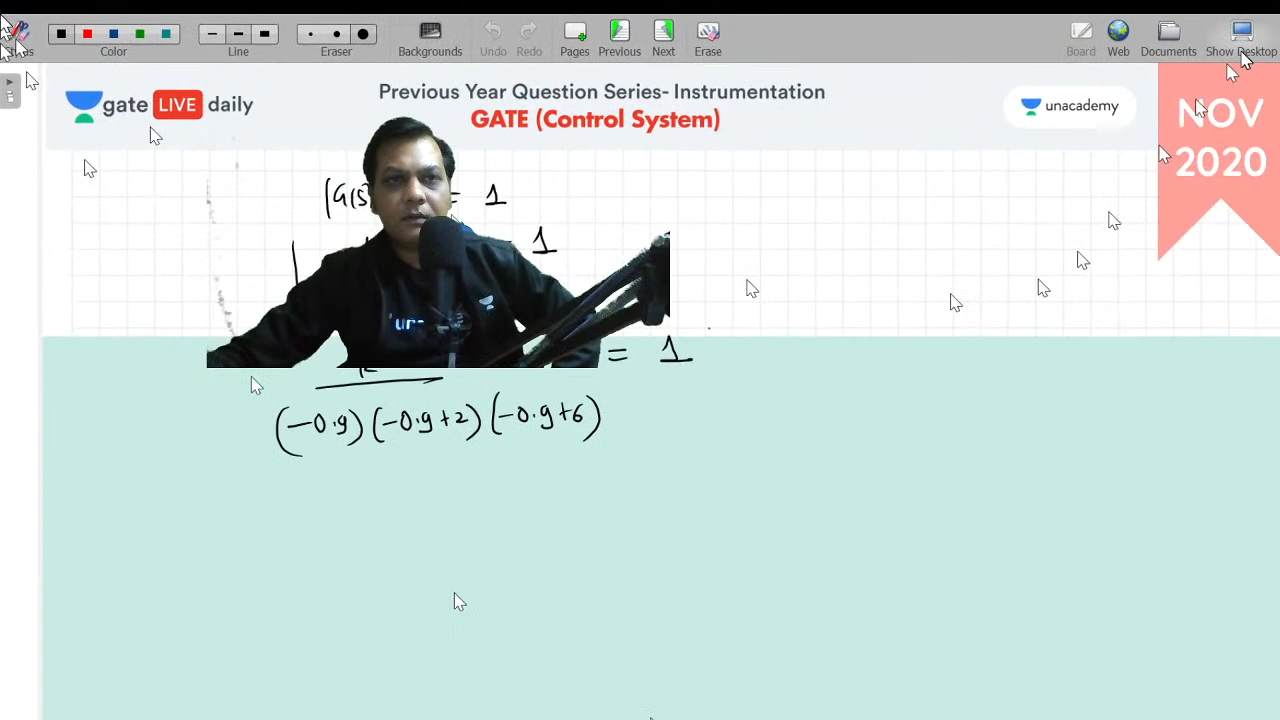 Color
Line
Eraser
Backgrounds
Undo
Redo
Pages
Previous
Next
Erase
Board
Web
Documents
Show Desktop
gate LIVE daily
Previous Year Question Series- Instrumentation
GATE (Control System)
unacademy
NOV
2020
|G(s) = 1
= 1
= 1
(-0.9)(-0.9+2)(-0.9+6)